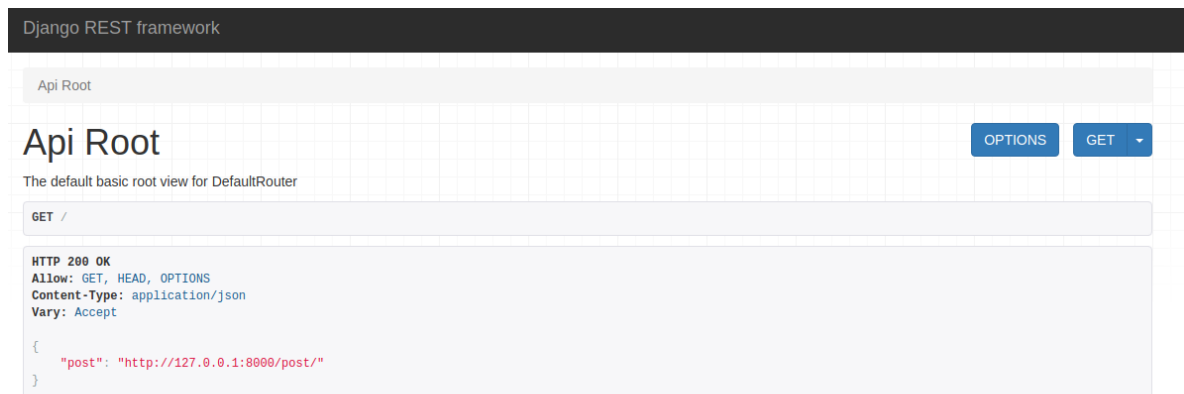 Django REST framework
Api Root
Api Root
OPTIONS GET
The default basic root view for DefaultRouter
GET /
HTTP 200 OK
Allow: GET, HEAD, OPTIONS
Content-Type: application/json
Vary: Accept
{
    "post": "http://127.0.0.1:8000/post/"
}